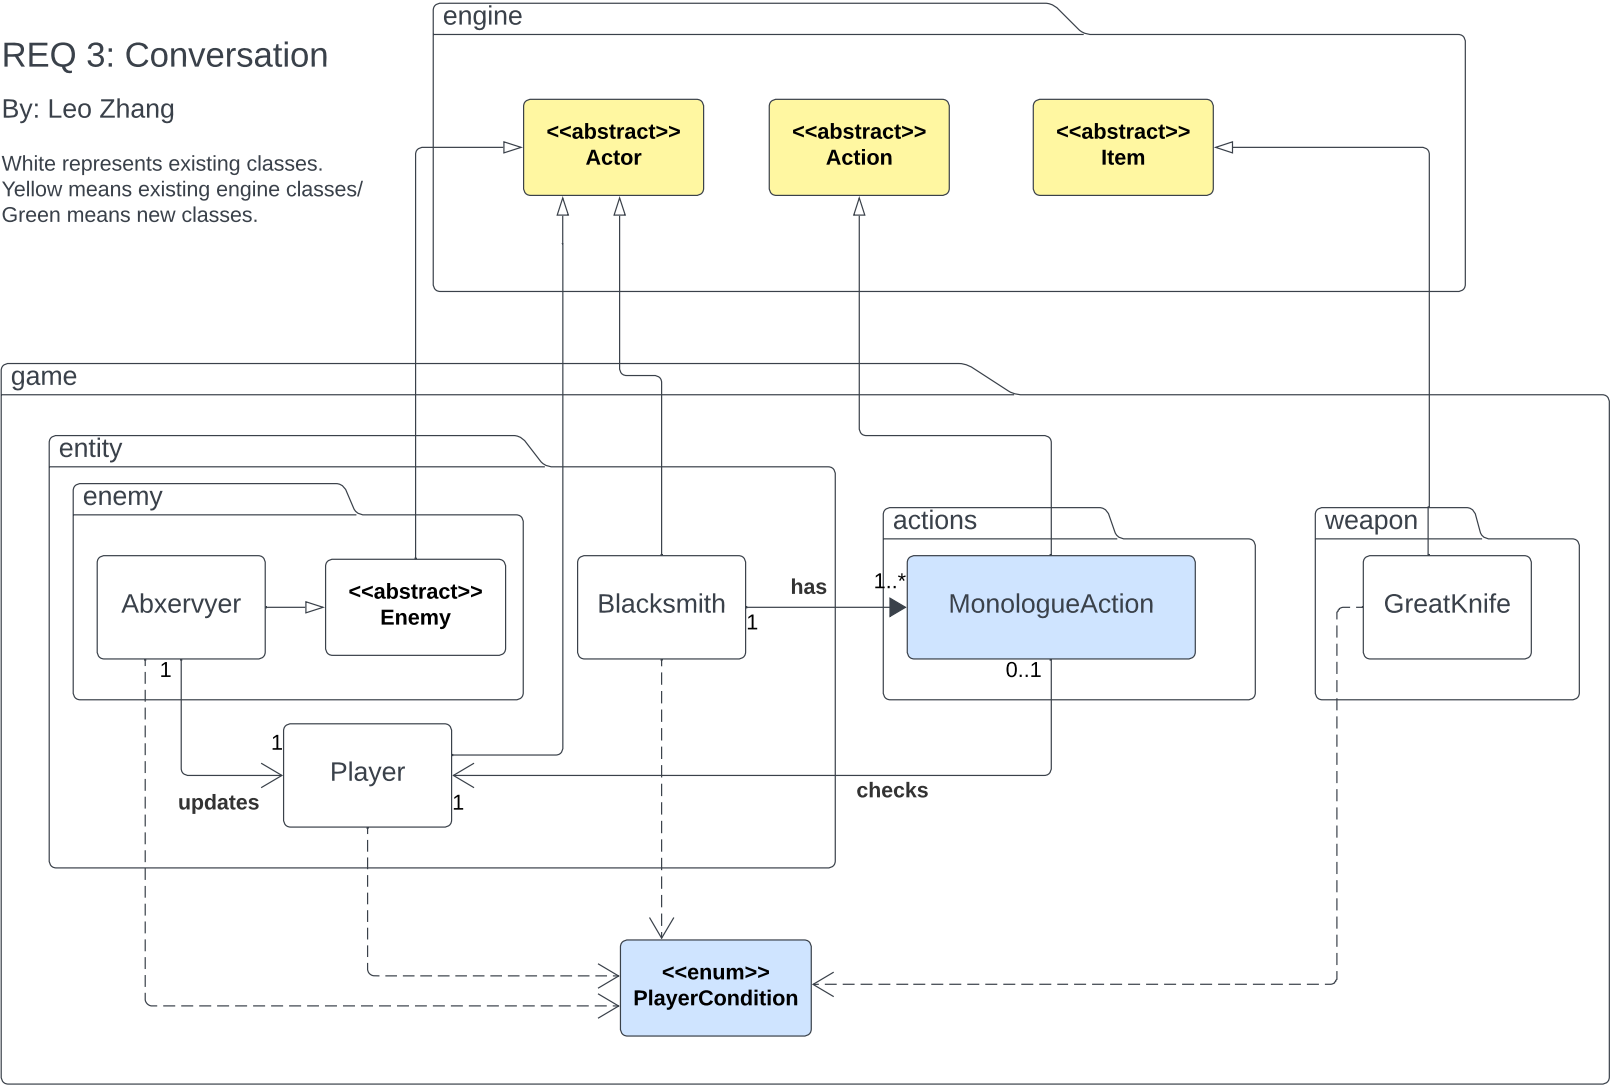 engine
REQ 3: Conversation
By: Leo Zhang
White represents existing classes.
Yellow means existing engine classes/
Green means new classes.
<<abstract>>
Actor
<<abstract>>
Action
<<abstract>>
Item
game
entity
enemy
actions
weapon
Abxervyer
<<abstract>>
Enemy
Blacksmith
has
1
1..*
MonologueAction
GreatKnife
1
0..1
1
Player
updates
1
checks
<<enum>>
PlayerCondition